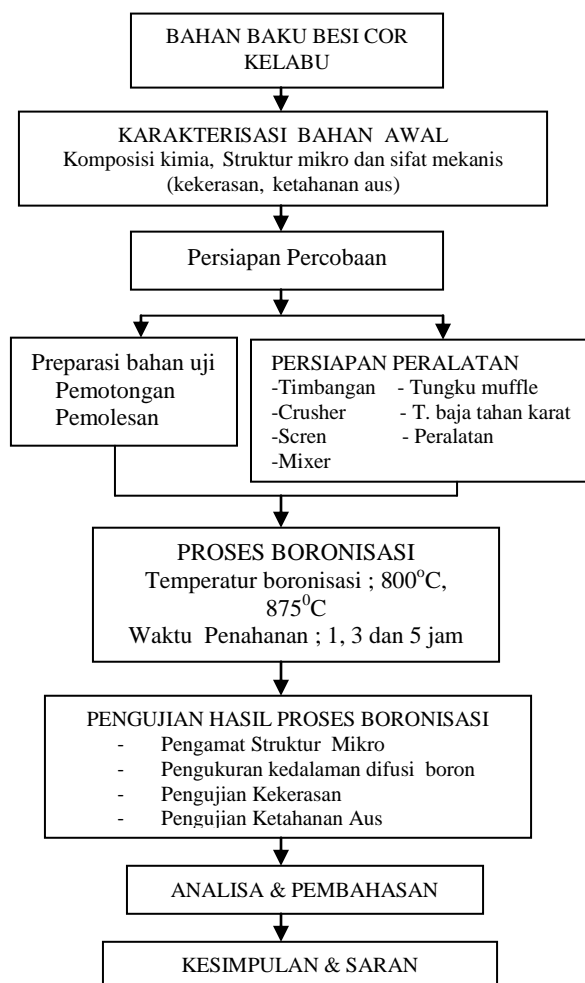 BAHAN BAKU BESI COR
KELABU
KARAKTERISASI BAHAN AWAL
Komposisi kimia, Struktur mikro dan sifat mekanis
(kekerasan, ketahanan aus)
Persiapan Percobaan
Preparasi bahan uji
Pemotongan
Pemolesan
PERSIAPAN PERALATAN
-Timbangan - Tungku muffle
-Crusher - T. baja tahan karat
-Scren - Peralatan
-Mixer
PROSES BORONISASI
Temperatur boronisasi ; 800°C,
875⁰C
Waktu Penahanan ; 1, 3 dan 5 jam
PENGUJIAN HASIL PROSES BORONISASI
- Pengamat Struktur Mikro
- Pengukuran kedalaman difusi boron
- Pengujian Kekerasan
- Pengujian Ketahanan Aus
ANALISA & PEMBAHASAN
KESIMPULAN & SARAN